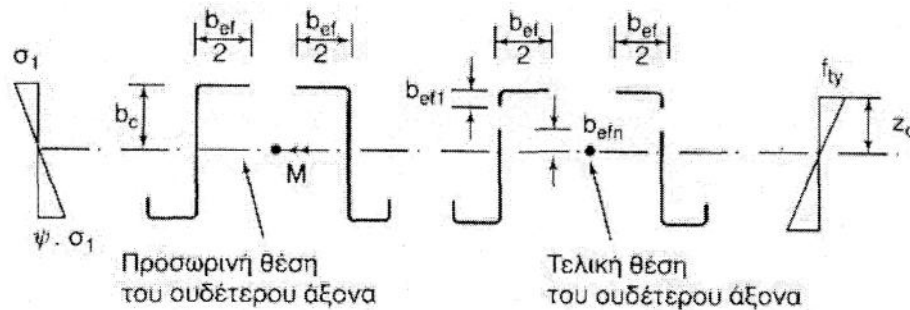 b_ef
2
b_ef
2
b_ef
2
b_ef
2
σ₁
b_c
b_ef1
b_efn
f_ty
z_c
M
ψ . σ₁
Προσωρινή θέση
του ουδέτερου άξονα
Τελική θέση
του ουδέτερου άξονα